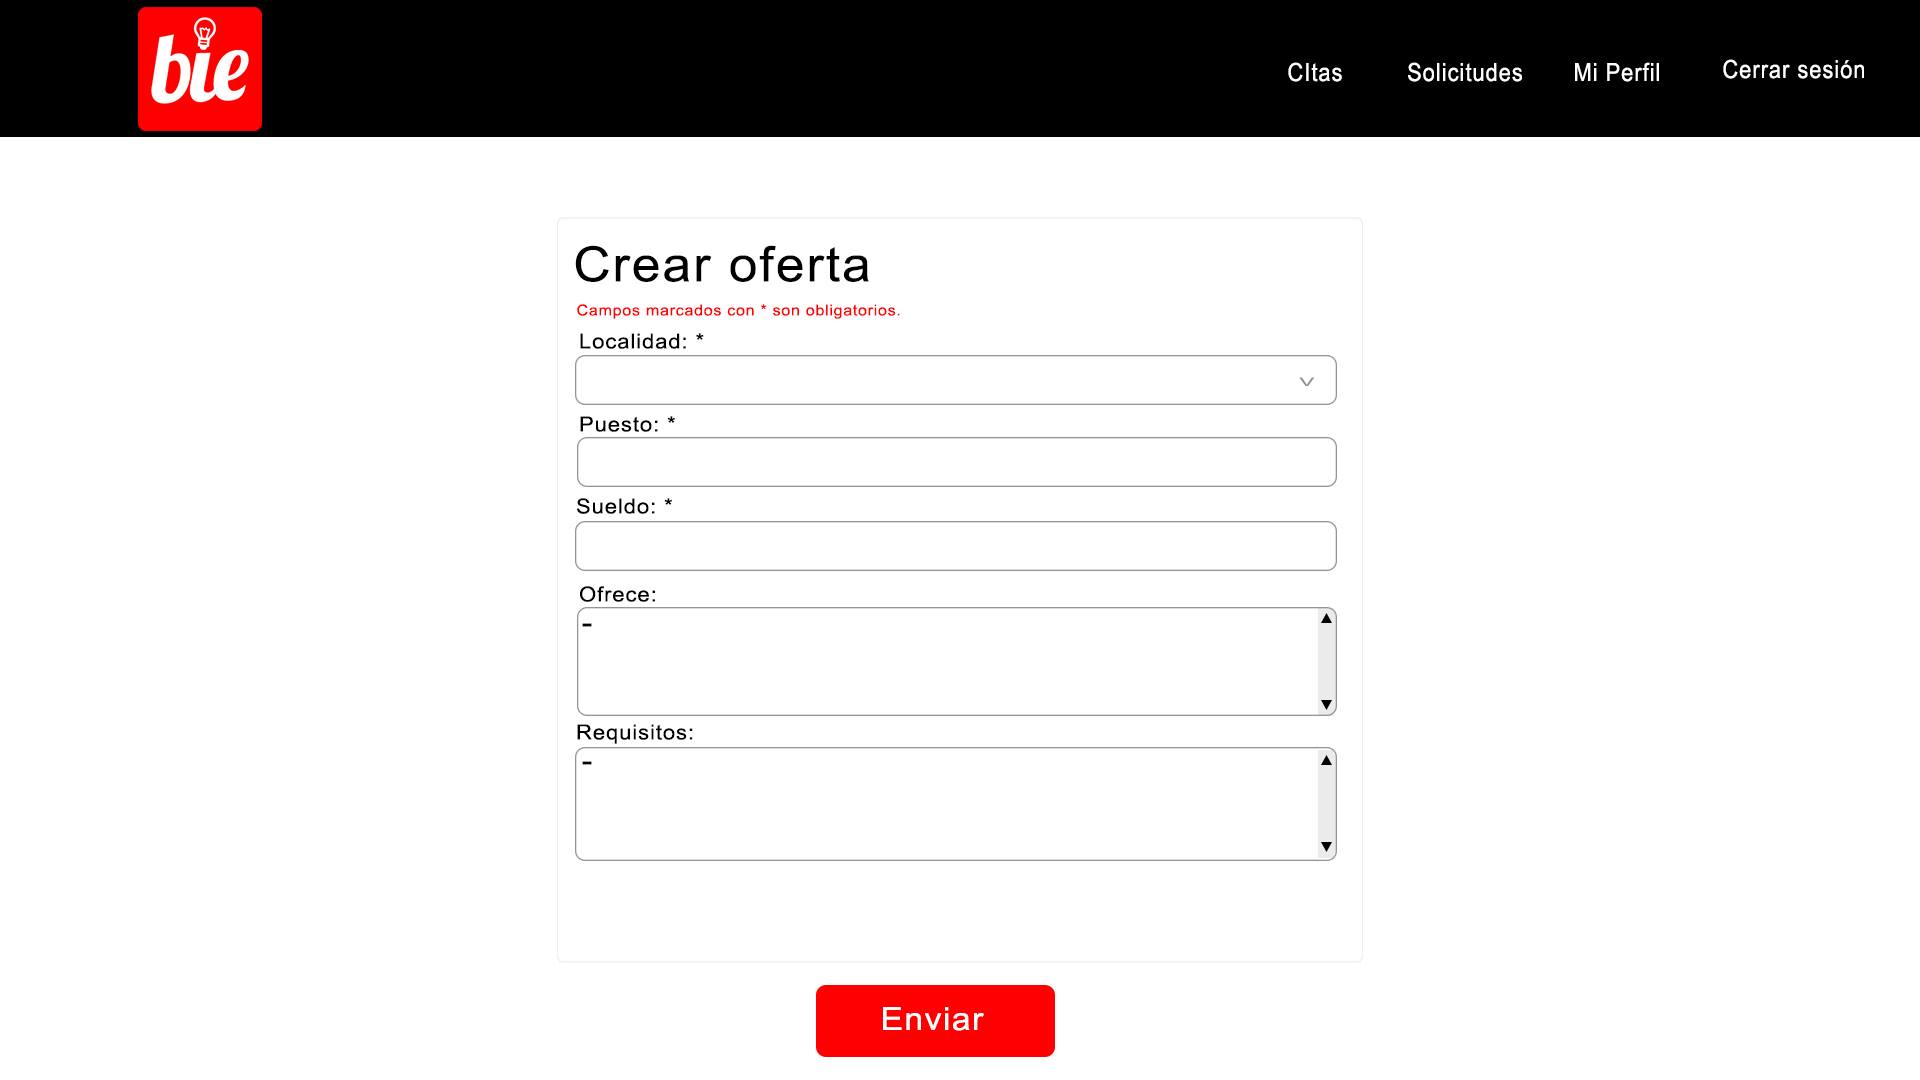 bie
CItas Solicitudes Mi Perfil Cerrar sesión
Crear oferta
Campos marcados con * son obligatorios.
Localidad: *
Puesto: *
Sueldo: *
Ofrece:
-
Requisitos:
-
Enviar